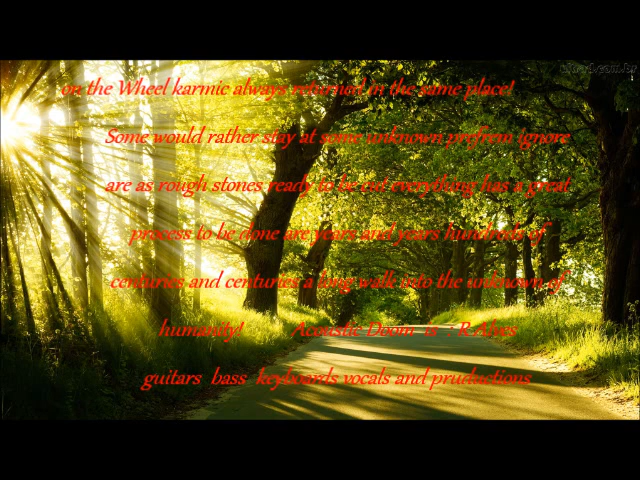 on the Wheel karmic always returned in the same place!
Some would rather stay at some unknown prefrem ignore
are as rough stones ready to be cut everything has a great
process to be done are years and years hundreds of
centuries and centuries a long walk into the unknown of
humanity! Acoustic Doom is : R.Alves
guitars bass keyboards vocals and pruductions